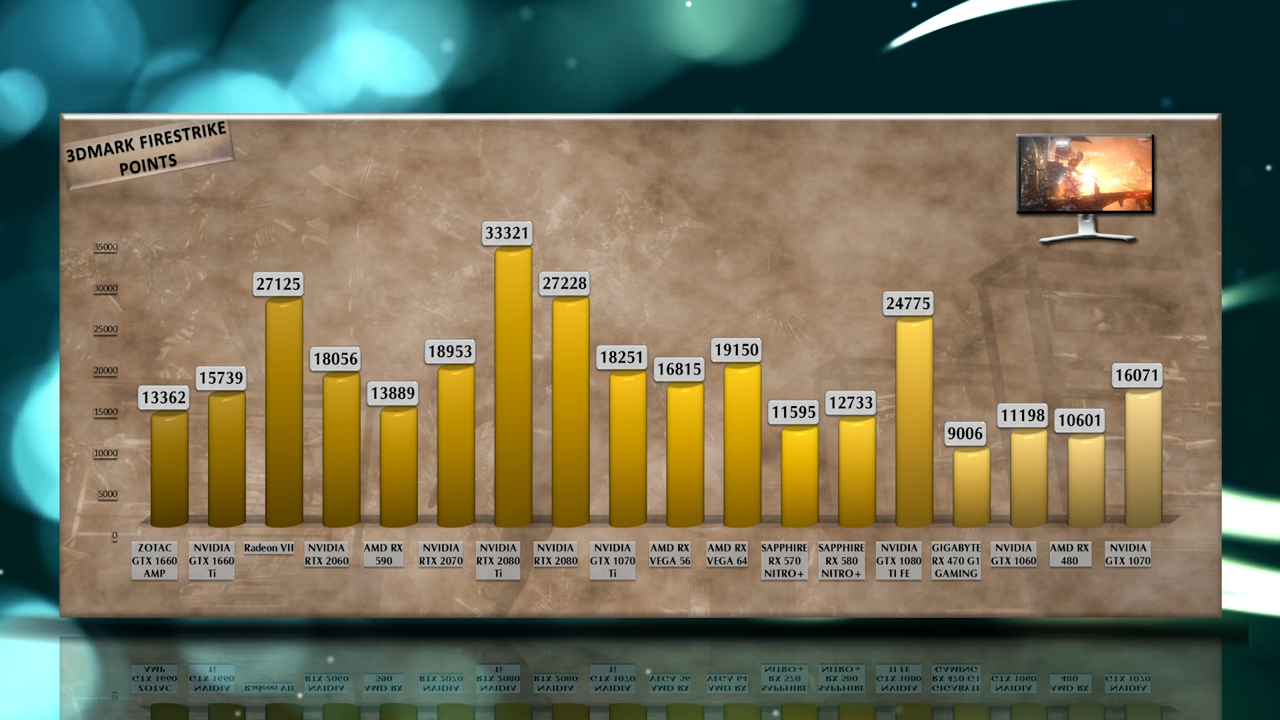 3DMARK FIRESTRIKE
POINTS
35000
30000
25000
20000
15000
10000
5000
0
13362
15739
27125
18056
13889
18953
33321
27228
18251
16815
19150
11595
12733
24775
9006
11198
10601
16071
ZOTAC
GTX 1660
AMP
NVIDIA
GTX 1660
Ti
Radeon VII
NVIDIA
RTX 2060
AMD RX
590
NVIDIA
RTX 2070
NVIDIA
RTX 2080
Ti
NVIDIA
RTX 2080
NVIDIA
GTX 1070
Ti
AMD RX
VEGA 56
AMD RX
VEGA 64
SAPPHIRE
RX 570
NITRO+
SAPPHIRE
RX 580
NITRO+
NVIDIA
GTX 1080
TI FE
GIGABYTE
RX 470 G1
GAMING
NVIDIA
GTX 1060
AMD RX
480
NVIDIA
GTX 1070